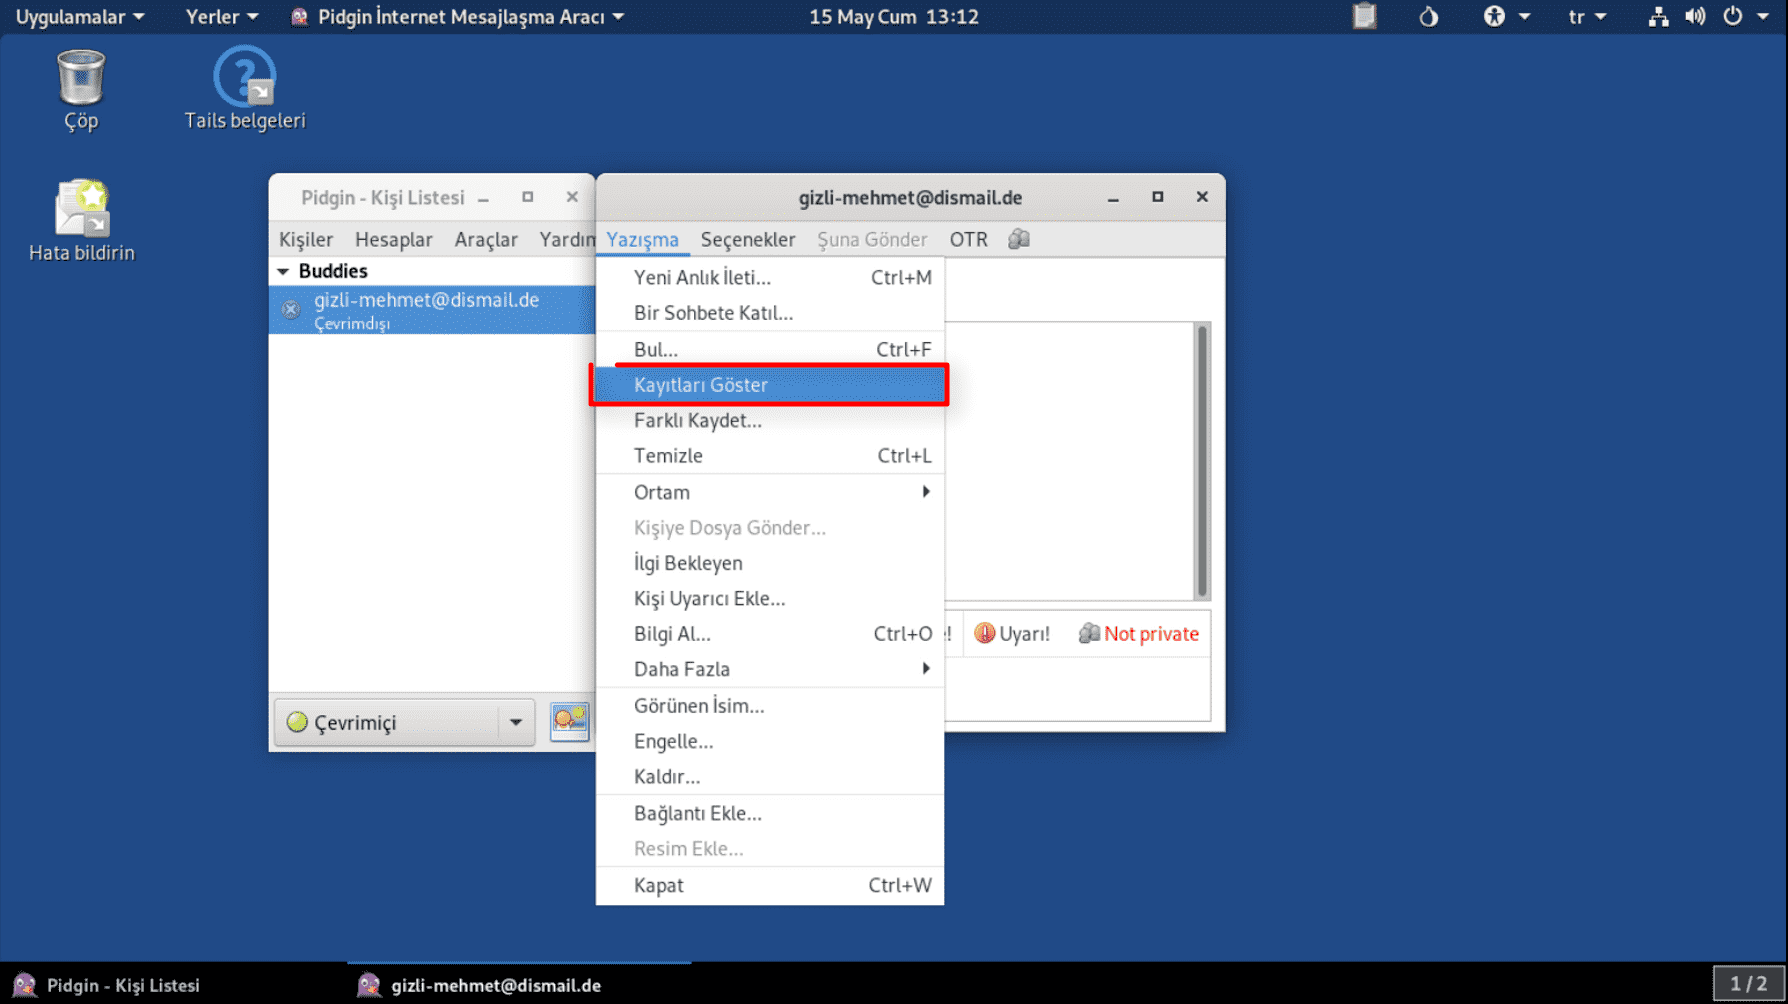 Uygulamalar Yerler Pidgin İnternet Mesajlaşma Aracı 15 May Cum 13:12 tr
Çöp
Tails belgeleri
Hata bildirin
Pidgin - Kişi Listesi
Kişiler Hesaplar Araçlar Yardım
Buddies
gizli-mehmet@dismail.de
Çevrimdışı
Çevrimiçi
gizli-mehmet@dismail.de
Yazışma Seçenekler Şuna Gönder OTR
Yeni Anlık İleti... Ctrl+M
Bir Sohbete Katıl...
Bul... Ctrl+F
Kayıtları Göster
Farklı Kaydet...
Temizle Ctrl+L
Ortam
Kişiye Dosya Gönder...
İlgi Bekleyen
Kişi Uyarıcı Ekle...
Bilgi Al... Ctrl+O
Daha Fazla
Görünen İsim...
Engelle...
Kaldır...
Bağlantı Ekle...
Resim Ekle...
Kapat Ctrl+W
Uyarı! Not private
Pidgin - Kişi Listesi
gizli-mehmet@dismail.de
1 / 2